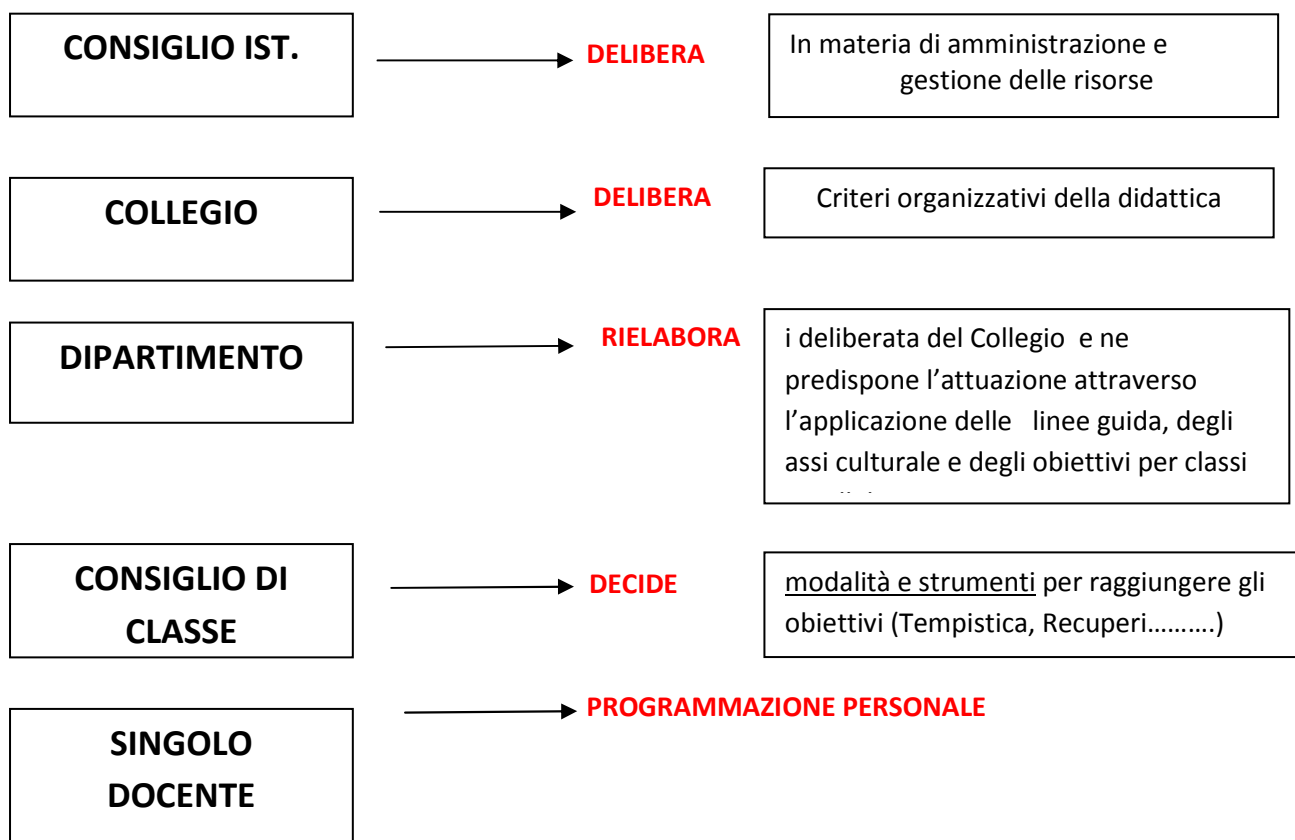 CONSIGLIO IST.
DELIBERA
In materia di amministrazione e
gestione delle risorse
COLLEGIO
DELIBERA
Criteri organizzativi della didattica
DIPARTIMENTO
RIELABORA
i deliberata del Collegio e ne
predispone l’attuazione attraverso
l’applicazione delle linee guida, degli
assi culturale e degli obiettivi per classi
CONSIGLIO DI
CLASSE
DECIDE
modalità e strumenti per raggiungere gli
obiettivi (Tempistica, Recuperi……….)
SINGOLO
DOCENTE
PROGRAMMAZIONE PERSONALE